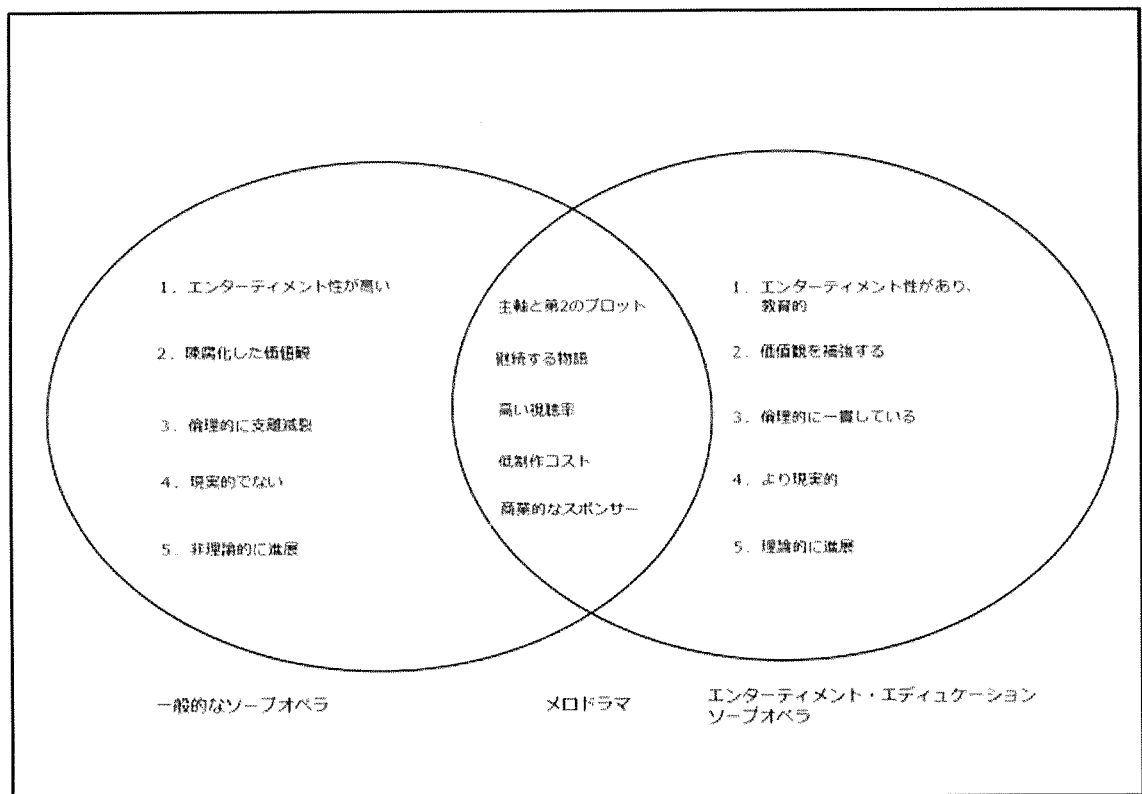 1. エンターティメント性が高い
2. 陳腐化した価値観
3. 倫理的に支離滅裂
4. 現実的でない
5. 非理論的に進展
主軸と第2のプロット
継続する物語
高い視聴率
低制作コスト
商業的なスポンサー
1. エンターティメント性があり、
教育的
2. 価値観を補強する
3. 倫理的に一貫している
4. より現実的
5. 理論的に進展
一般的なソープオペラ
メロドラマ
エンターティメント・エディュケーション
ソープオペラ